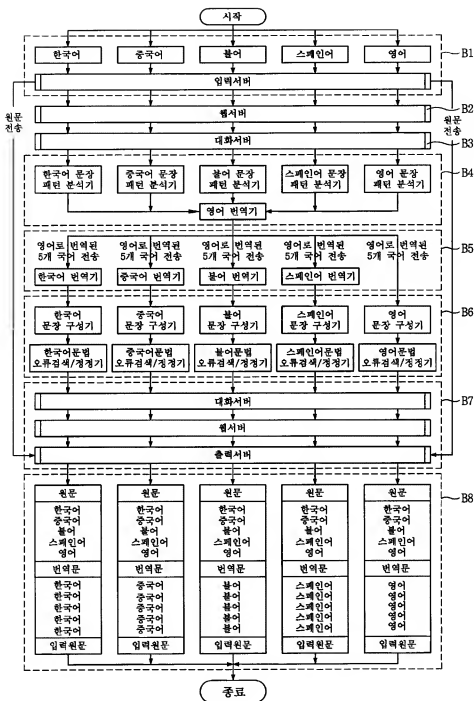 시작
한국어 중국어 불어 스페인어 영어 B1
입력서버
원문
전송
원문
전송
웹서버 B2
대화서버 B3
한국어 문장 중국어 문장 불어 문장 스페인어 문장 영어 문장 B4
패턴 분석기 패턴 분석기 패턴 분석기 패턴 분석기 패턴 분석기
영어 번역기
영어로 번역된 영어로 번역된 영어로 번역된 영어로 번역된 영어로 번역된 B5
5개 국어 전송 5개 국어 전송 5개 국어 전송 5개 국어 전송 5개 국어 전송
한국어 번역기 중국어 번역기 불어 번역기 스페인어 번역기
한국어 중국어 불어 스페인어 영어 B6
문장 구성기 문장 구성기 문장 구성기 문장 구성기 문장 구성기
한국어문법 중국어문법 불어문법 스페인어문법 영어문법
오류검색/정정기 오류검색/정정기 오류검색/정정기 오류검색/정정기 오류검색/정정기
대화서버 B7
웹서버
출력서버
원문 원문 원문 원문 원문 B8
한국어 한국어 한국어 한국어 한국어
중국어 중국어 중국어 중국어 중국어
불어 불어 불어 불어 불어
스페인어 스페인어 스페인어 스페인어 스페인어
영어 영어 영어 영어 영어
번역문 번역문 번역문 번역문 번역문
한국어 중국어 불어 스페인어 영어
한국어 중국어 불어 스페인어 영어
한국어 중국어 불어 스페인어 영어
한국어 중국어 불어 스페인어 영어
한국어 중국어 불어 스페인어 영어
입력원문 입력원문 입력원문 입력원문 입력원문
종료